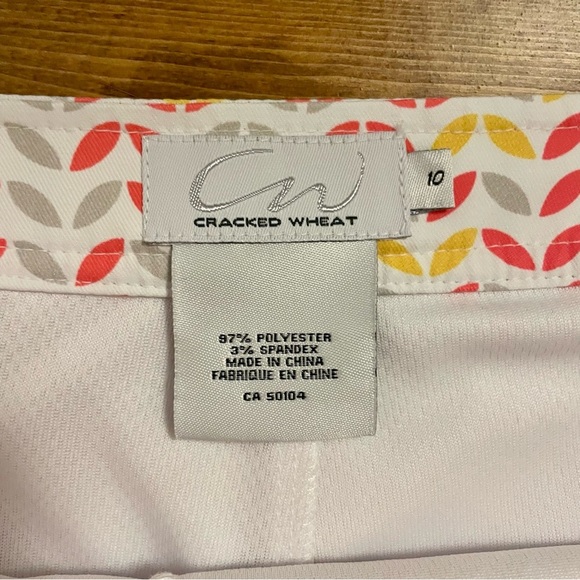 CW
CRACKED WHEAT
10
97% POLYESTER
3% SPANDEX
MADE IN CHINA
FABRIQUE EN CHINE
CA 50104